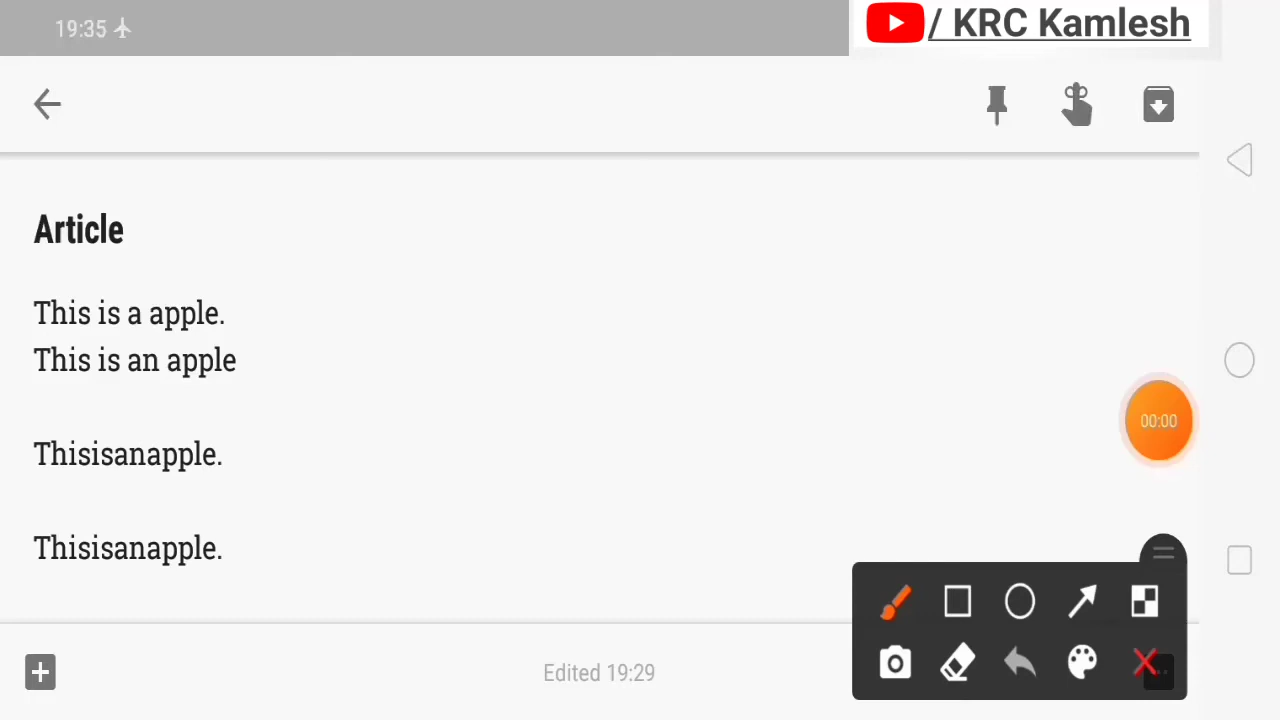 19:35
/ KRC Kamlesh
Article
This is a apple.
This is an apple
Thisisanapple.
Thisisanapple.
00:00
Edited 19:29